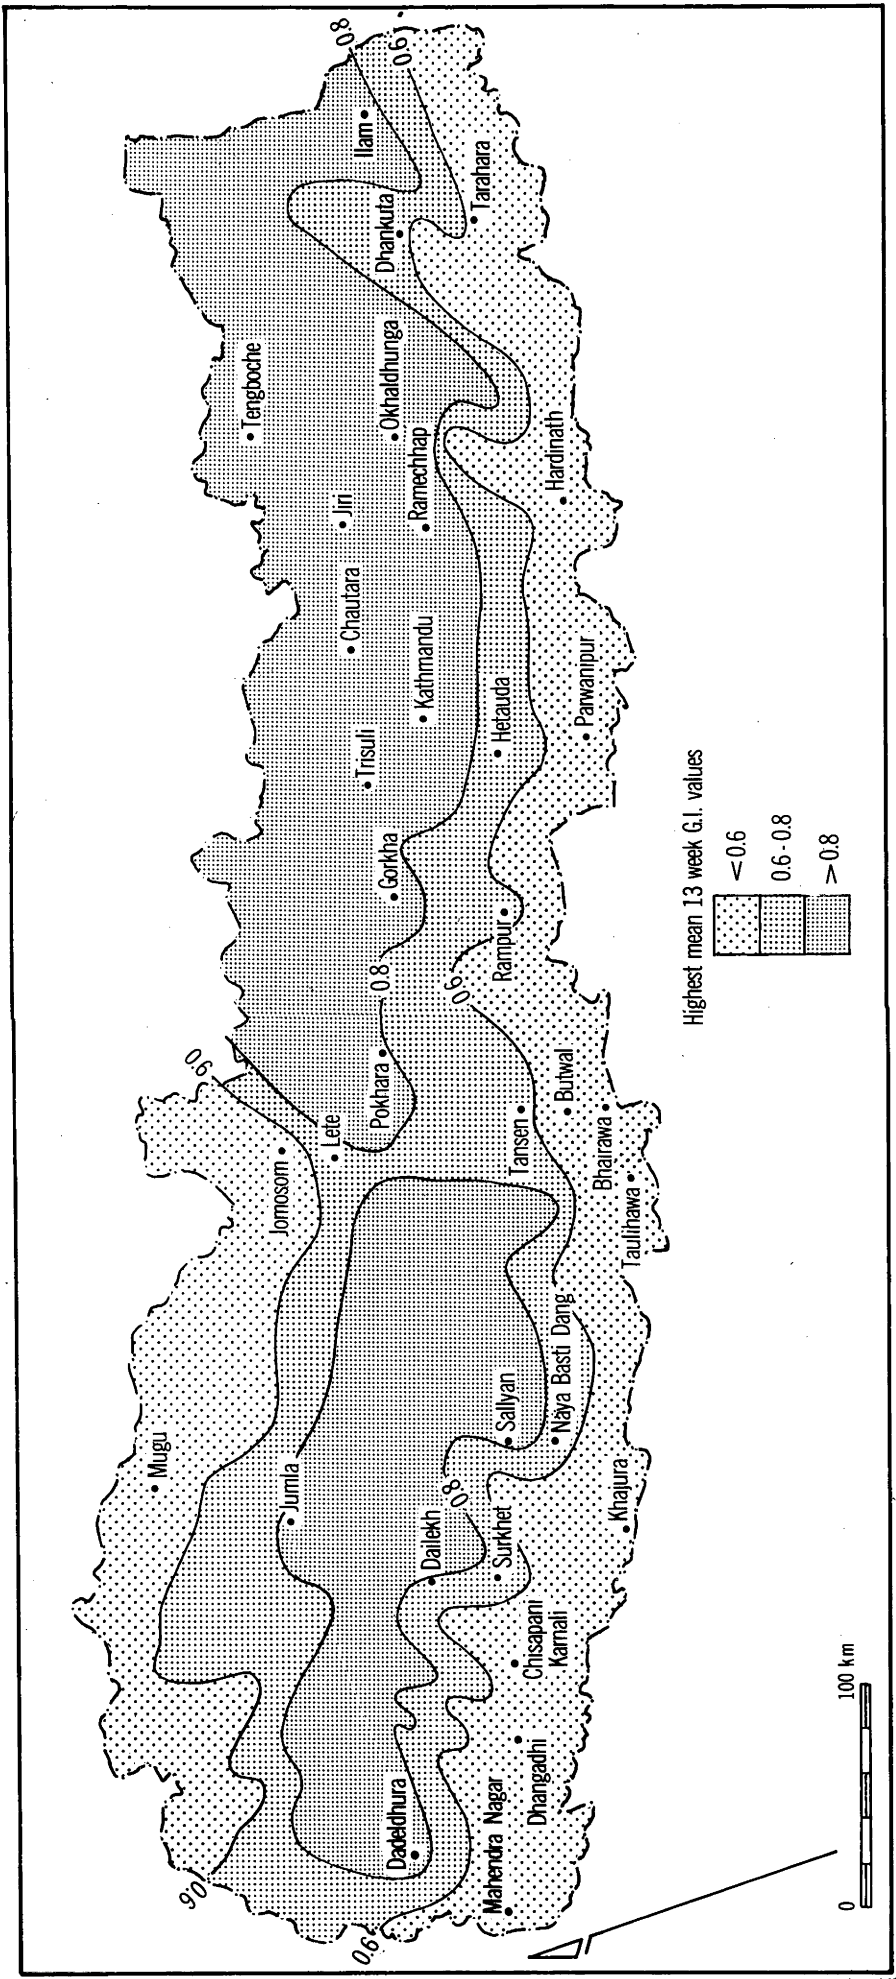 0.6
0.6
0.8
0.8
0.6
0.8
0.6
0.6
Mugu
Jumla
Jomosom
Lete
Tengboche
Dadeldhura
Dailekh
Sallyan
Pokhara
Gorkha
Trisuli
Chautara
Jiri
Kathmandu
Ramechhap
Okhaldhunga
Dhankuta
Ilam
Mahendra Nagar
Dhangadhi
Chisapani
Karnali
Surkhet
Naya Basti Dang
Tansen
Rampur
Hetauda
Tarahara
Khajura
Taulihawa
Bhairawa
Butwal
Parwanipur
Hardinath
Highest mean 13 week G.I. values
<0.6
0.6 - 0.8
>0.8
0
100 km